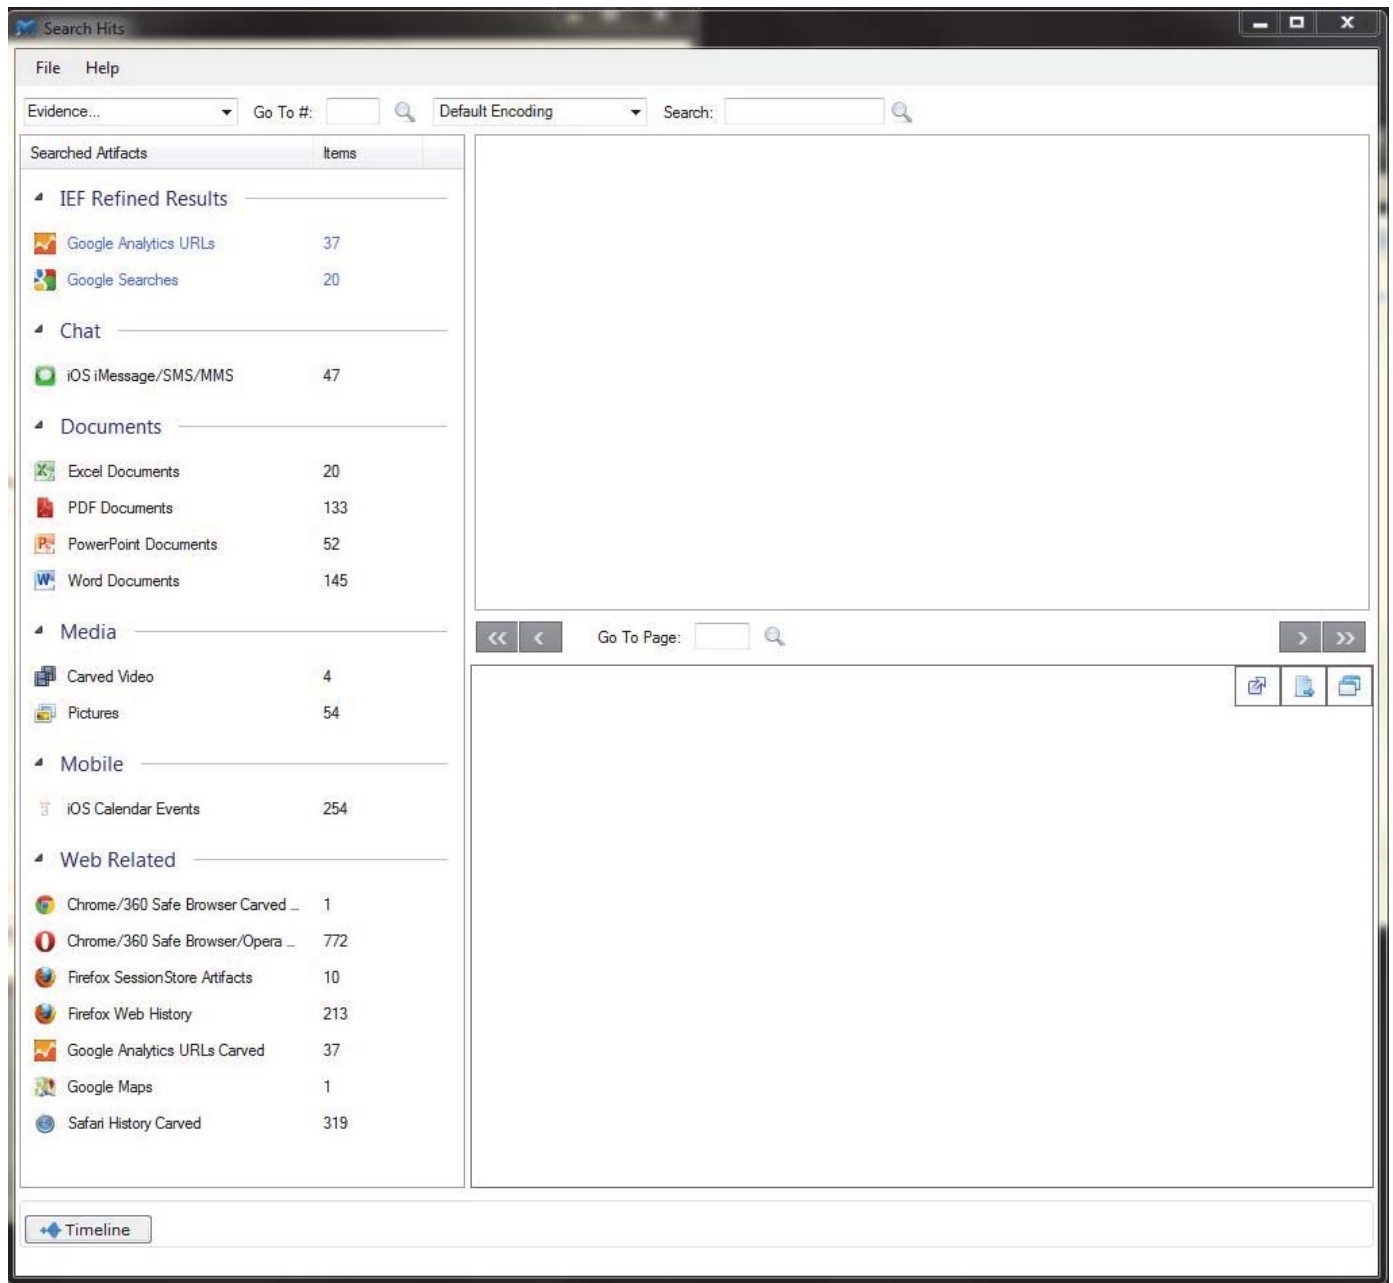 Search Hits
File Help
Evidence... Go To #: Default Encoding Search:
Searched Artifacts Items
IEF Refined Results
Google Analytics URLs 37
Google Searches 20
Chat
iOS iMessage/SMS/MMS 47
Documents
Excel Documents 20
PDF Documents 133
PowerPoint Documents 52
Word Documents 145
Media
Carved Video 4
Pictures 54
Mobile
iOS Calendar Events 254
Web Related
Chrome/360 Safe Browser Carved ... 1
Chrome/360 Safe Browser/Opera ... 772
Firefox SessionStore Artifacts 10
Firefox Web History 213
Google Analytics URLs Carved 37
Google Maps 1
Safari History Carved 319
Go To Page:
Timeline